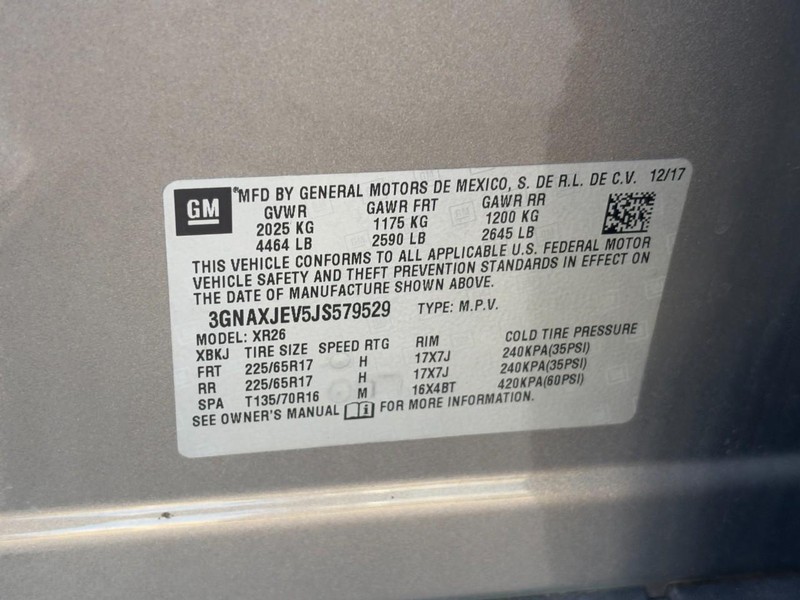 GM
MFD BY GENERAL MOTORS DE MEXICO, S. DE R.L. DE C.V. 12/17
GVWR GAWR FRT GAWR RR
2025 KG 1175 KG 1200 KG
4464 LB 2590 LB 2645 LB
THIS VEHICLE CONFORMS TO ALL APPLICABLE U.S. FEDERAL MOTOR
VEHICLE SAFETY AND THEFT PREVENTION STANDARDS IN EFFECT ON
THE DATE OF MANUFACTURE SHOWN ABOVE.
3GNAXJEV5JS579529 TYPE: M.P.V.
MODEL: XR26
XBKJ TIRE SIZE SPEED RTG RIM COLD TIRE PRESSURE
FRT 225/65R17 H 17X7J 240KPA(35PSI)
RR 225/65R17 H 17X7J 240KPA(35PSI)
SPA T135/70R16 M 16X4BT 420KPA(60PSI)
SEE OWNER'S MANUAL FOR MORE INFORMATION.